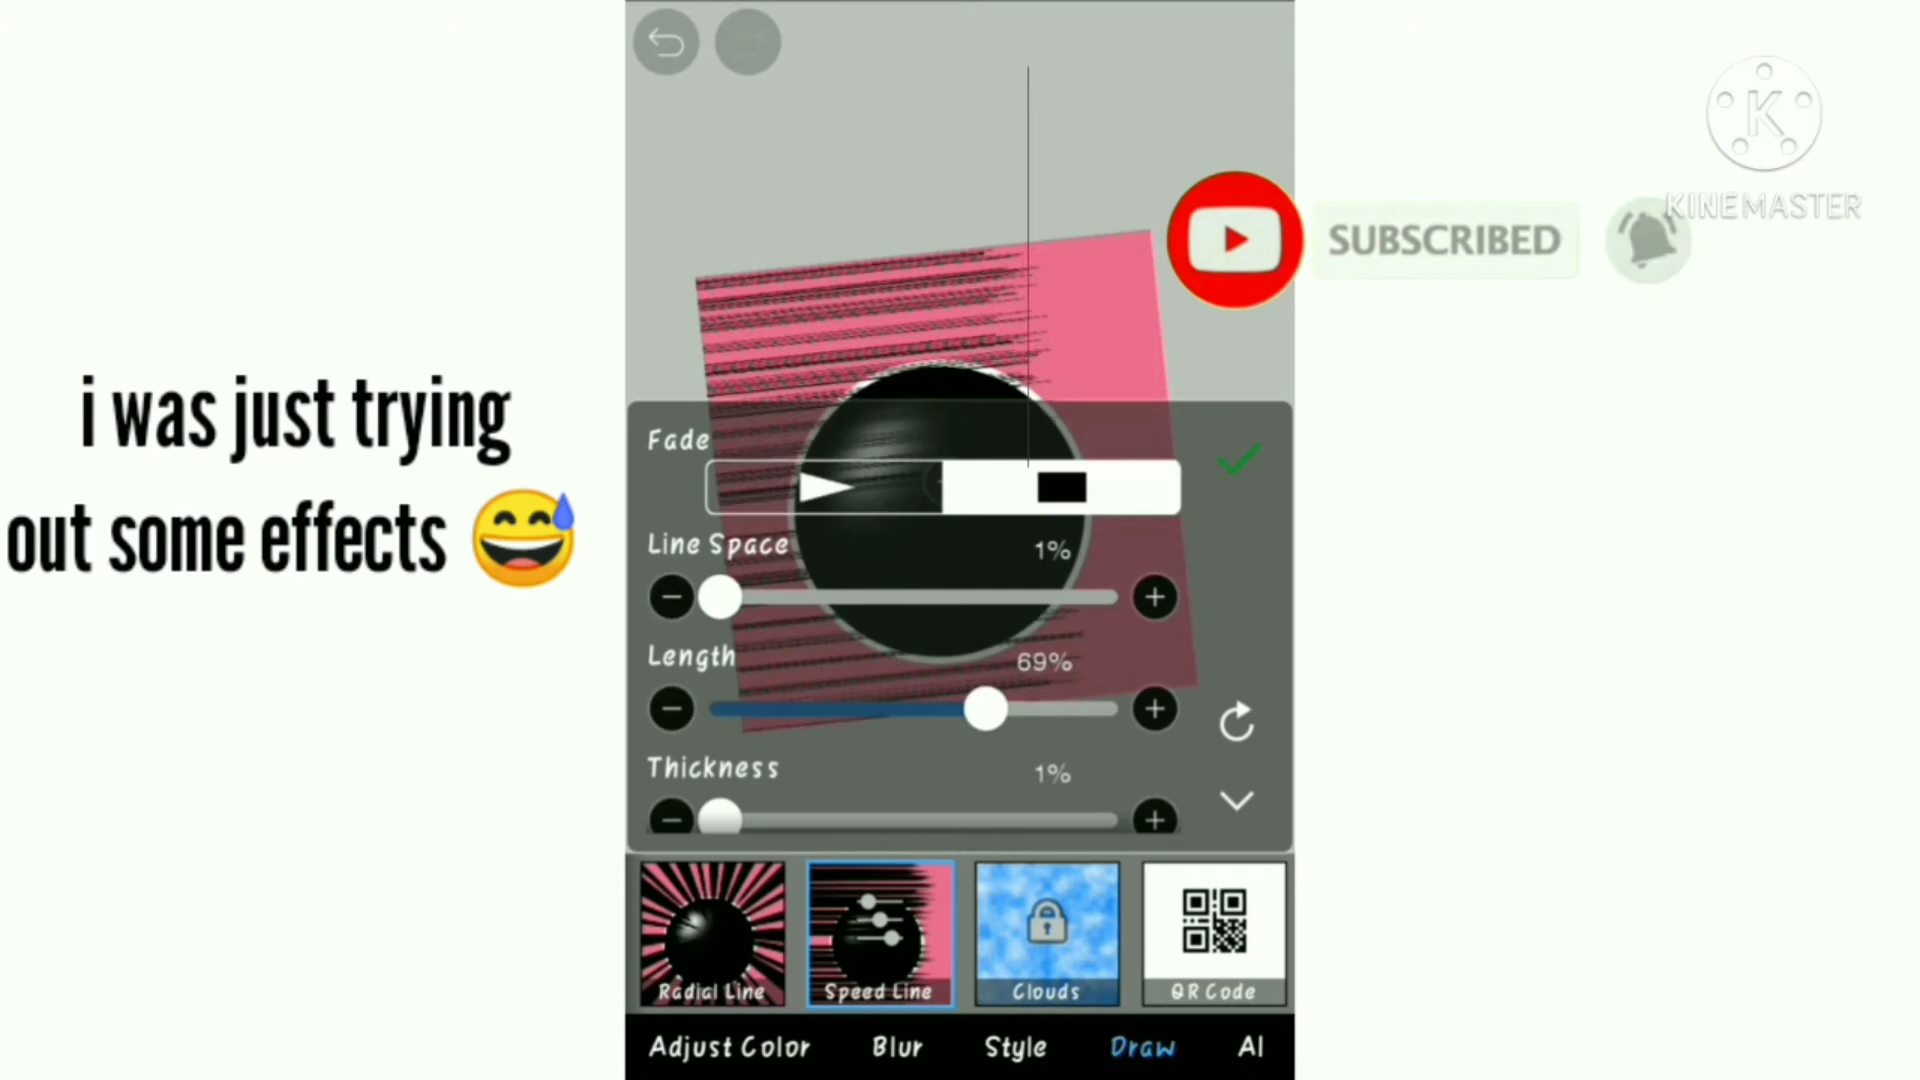 K
KINEMASTER
SUBSCRIBED
i was just trying
out some effects 😅
Fade
Line Space 1%
Length 69%
Thickness 1%
Radial Line
Speed Line
Clouds
QR Code
Adjust Color
Blur
Style
Draw
AI